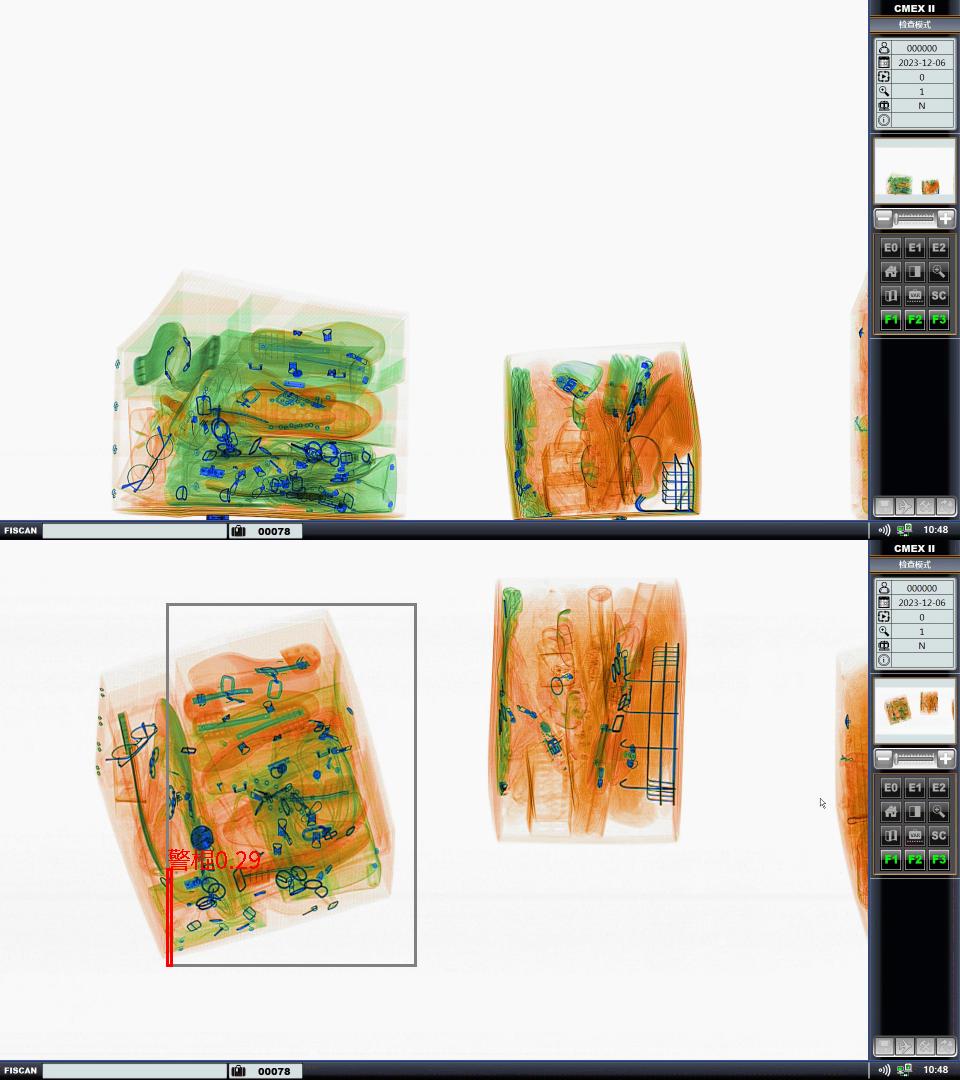 CMEX II
检查模式
000000
2023-12-06
0
1
N
E0 E1 E2
SC
F1 F2 F3
FISCAN
00078
10:48
CMEX II
检查模式
000000
2023-12-06
0
1
N
E0 E1 E2
SC
F1 F2 F3
警棍0.29
FISCAN
00078
10:48